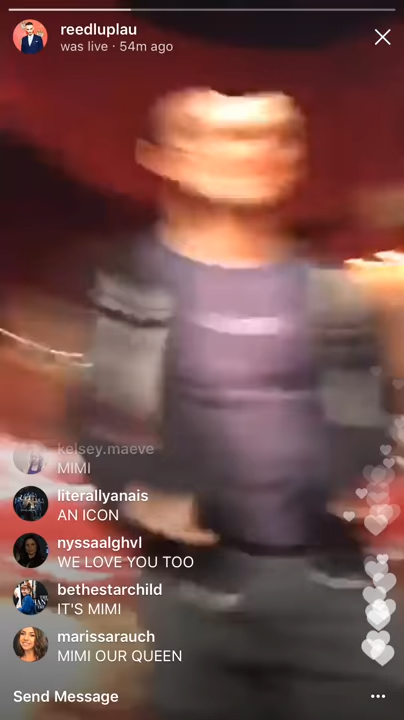 reedluplau
was live · 54m ago
kelsey.maeve
MIMI
literallyanais
AN ICON
nyssaalghvl
WE LOVE YOU TOO
bethestarchild
IT'S MIMI
marissarauch
MIMI OUR QUEEN
Send Message